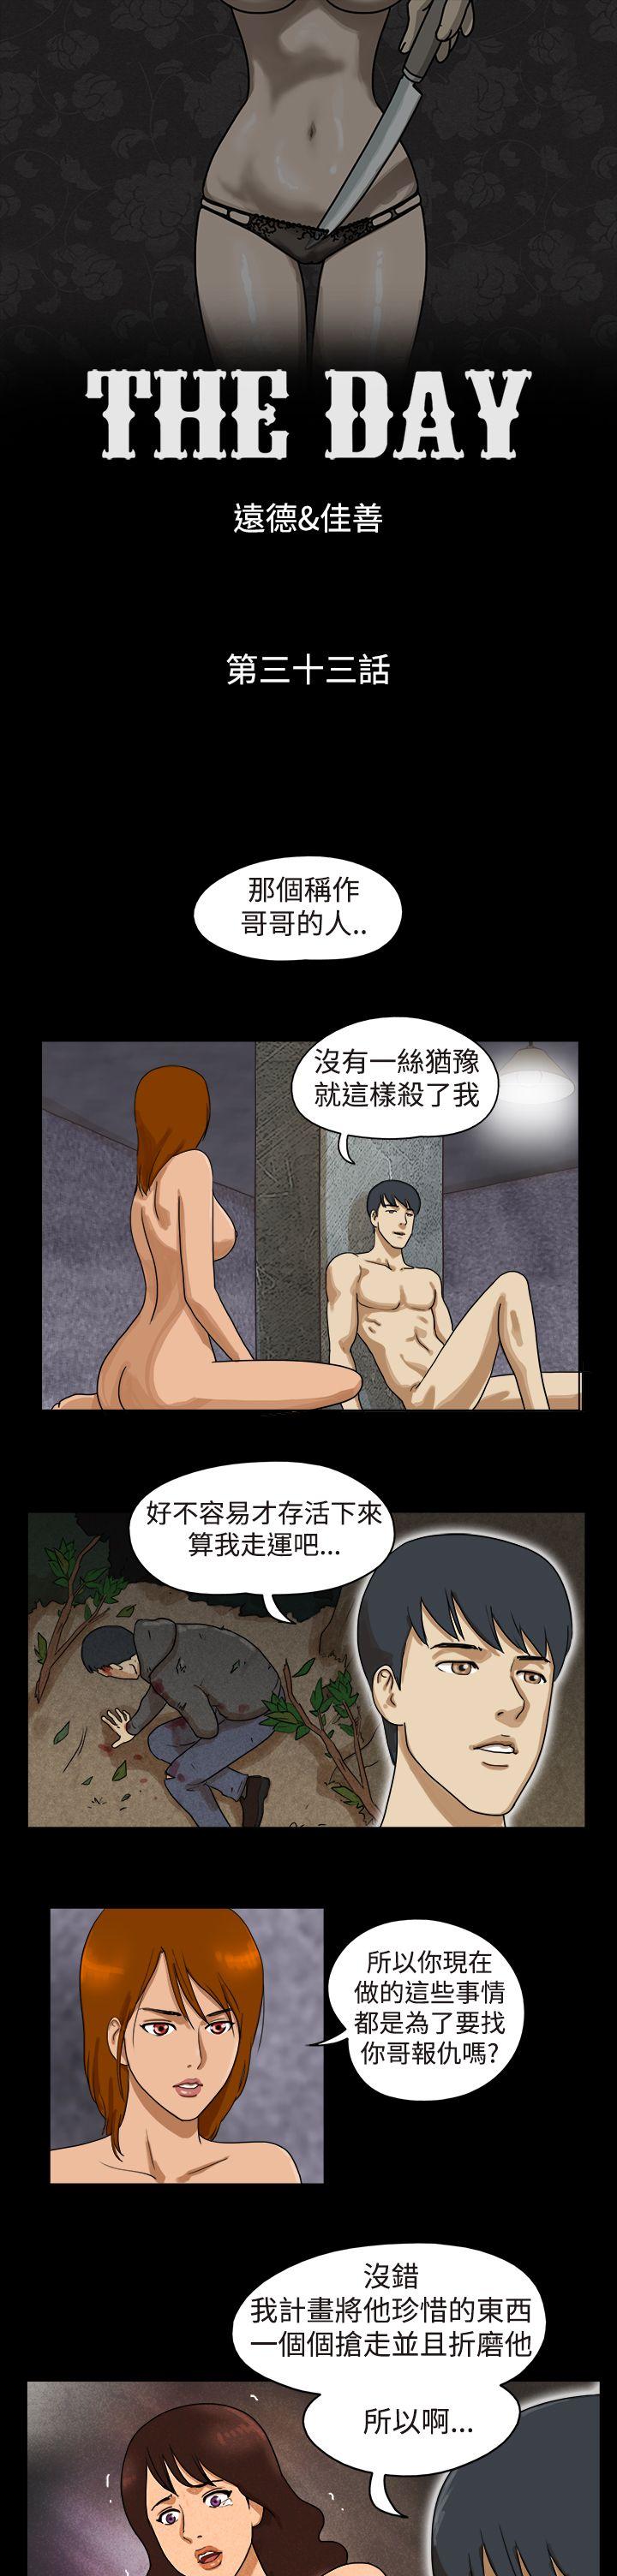 THE DAY
遠德&佳善
第三十三話
那個稱作
哥哥的人..
沒有一絲猶豫
就這樣殺了我
好不容易才存活下來
算我走運吧...
所以你現在
做的這些事情
都是為了要找
你哥報仇嗎?
沒錯
我計畫將他珍惜的東西
一個個搶走並且折磨他
所以啊...